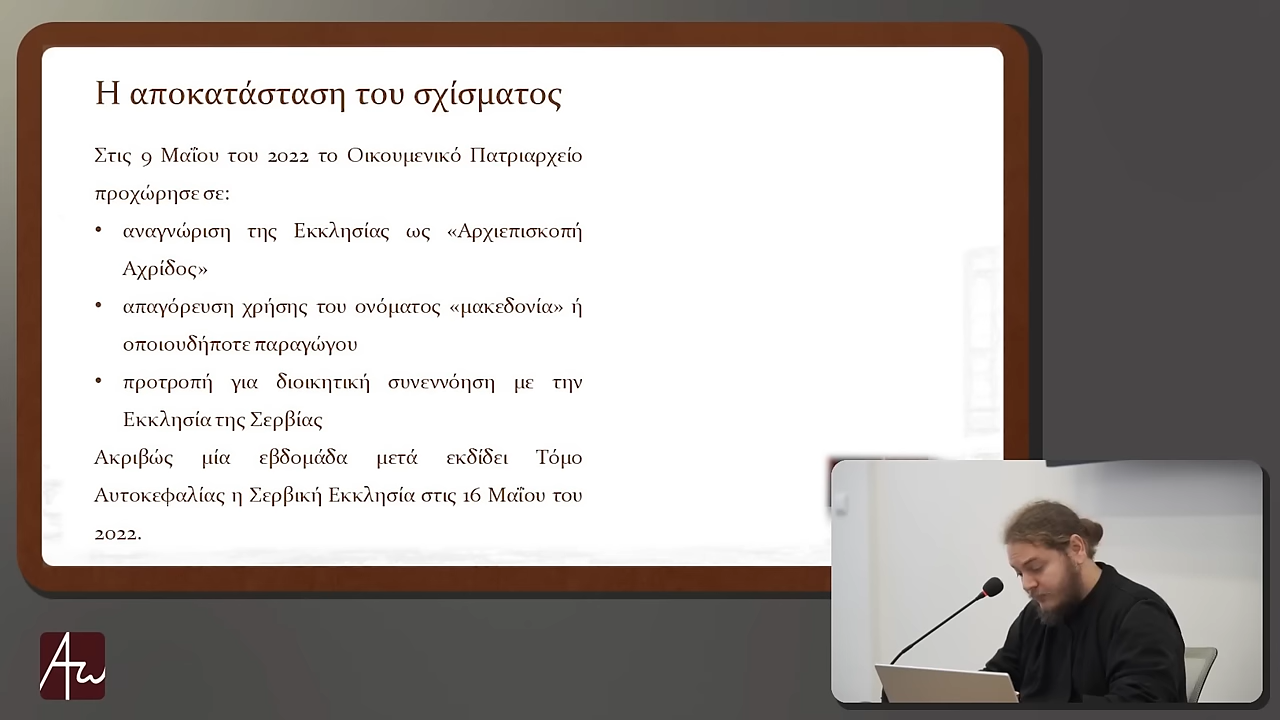 Η αποκατάσταση του σχίσματος
Στις 9 Μαΐου του 2022 το Οικουμενικό Πατριαρχείο
προχώρησε σε:
• αναγνώριση της Εκκλησίας ως «Αρχιεπισκοπή
Αχρίδος»
• απαγόρευση χρήσης του ονόματος «μακεδονία» ή
οποιουδήποτε παραγώγου
• προτροπή για διοικητική συνεννόηση με την
Εκκλησία της Σερβίας
Ακριβώς μία εβδομάδα μετά εκδίδει Τόμο
Αυτοκεφαλίας η Σερβική Εκκλησία στις 16 Μαΐου του
2022.
Αω